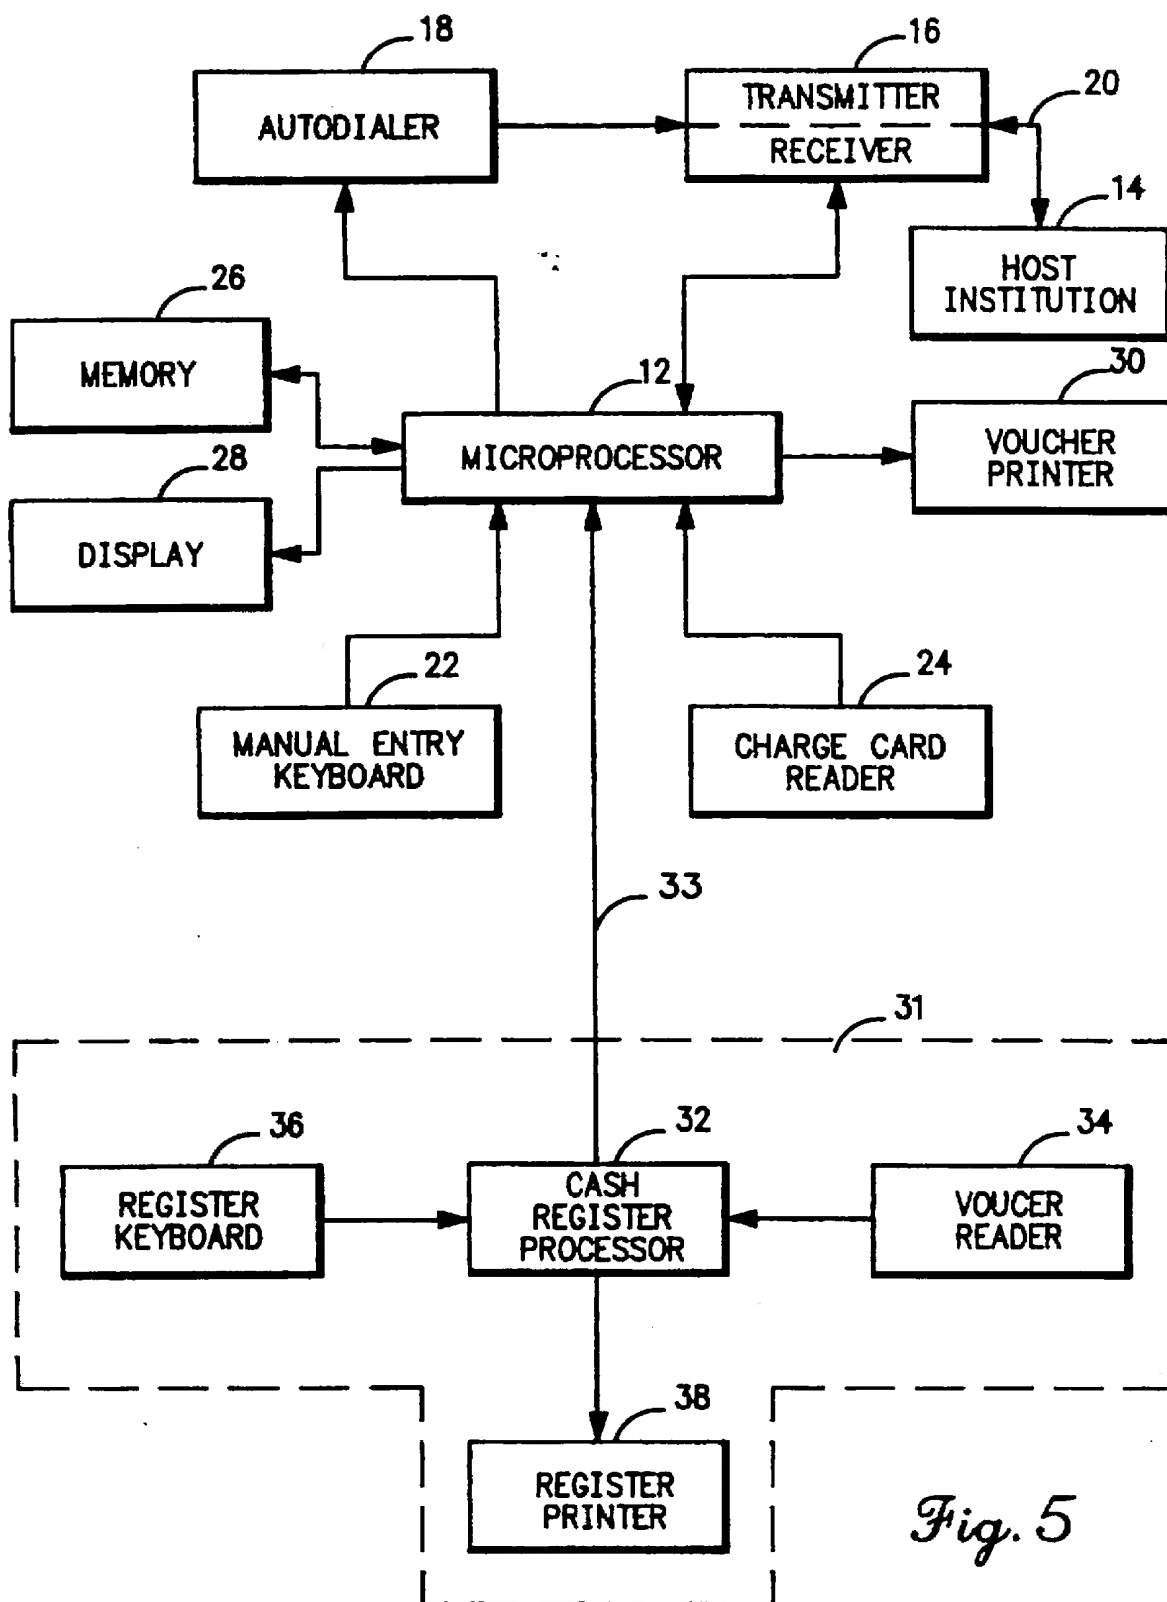 18
16
AUTODIALER
TRANSMITTER
RECEIVER
20
14
HOST
INSTITUTION
26
MEMORY
12
MICROPROCESSOR
30
VOUCHER
PRINTER
28
DISPLAY
22
MANUAL ENTRY
KEYBOARD
24
CHARGE CARD
READER
33
31
36
REGISTER
KEYBOARD
32
CASH
REGISTER
PROCESSOR
34
VOUCER
READER
38
REGISTER
PRINTER
Fig. 5